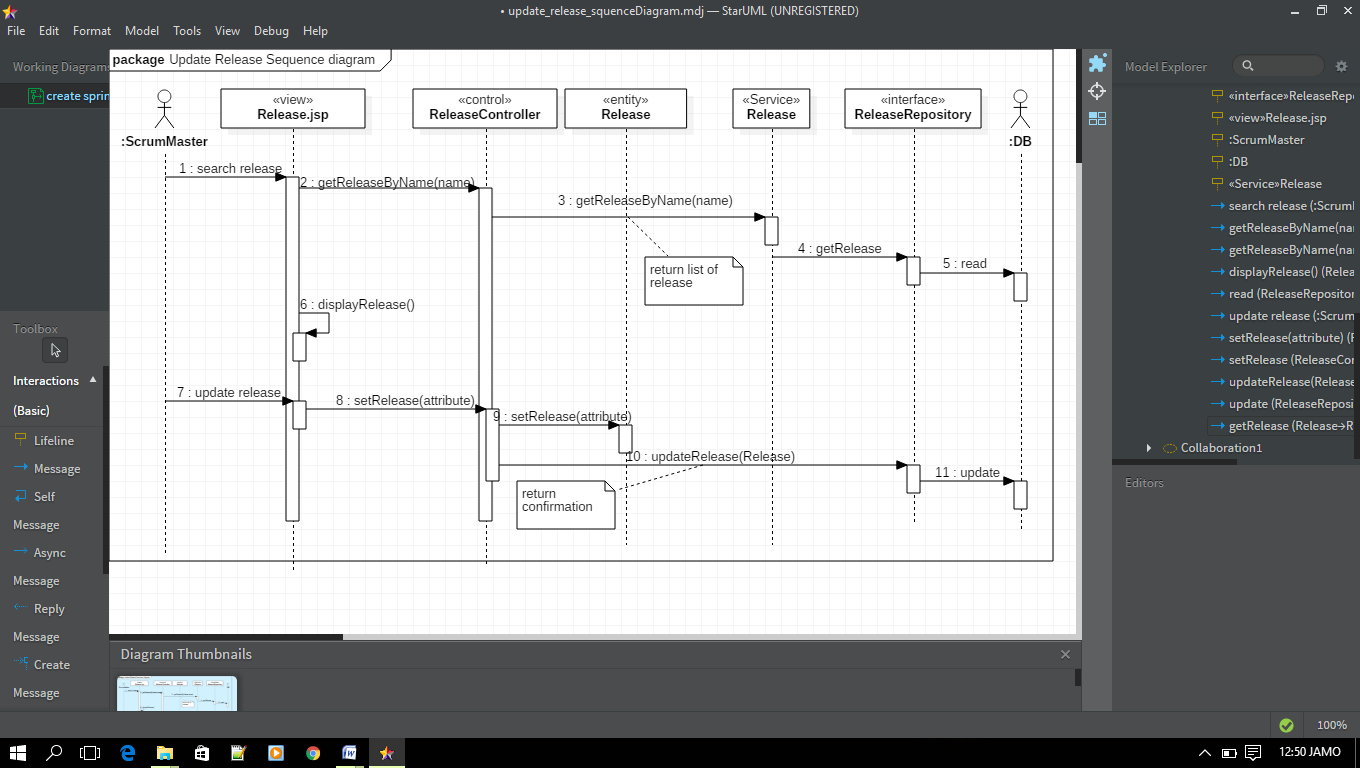 • update_release_squenceDiagram.mdj — StarUML (UNREGISTERED)
File Edit Format Model Tools View Debug Help
Working Diagrams
create sprin
Toolbox
Interactions
(Basic)
Lifeline
Message
Self
Message
Async
Message
Reply
Message
Create
Message
package Update Release Sequence diagram
:ScrumMaster
«view»
Release.jsp
«control»
ReleaseController
«entity»
Release
«Service»
Release
«interface»
ReleaseRepository
:DB
1 : search release
2 : getReleaseByName(name)
3 : getReleaseByName(name)
4 : getRelease
5 : read
return list of
release
6 : displayRelease()
7 : update release
8 : setRelease(attribute)
9 : setRelease(attribute)
10 : updateRelease(Release)
11 : update
return
confirmation
Diagram Thumbnails
Model Explorer
«interface»ReleaseRep
«view»Release.jsp
:ScrumMaster
:DB
«Service»Release
search release (:Scrum
getReleaseByName(na
getReleaseByName(na
displayRelease() (Relea
read (ReleaseRepositor
update release (:Scrum
setRelease(attribute) (
setRelease (ReleaseCor
updateRelease(Release
update (ReleaseReposi
getRelease (Release→R
Collaboration1
Editors
100%
12:50 JAMO